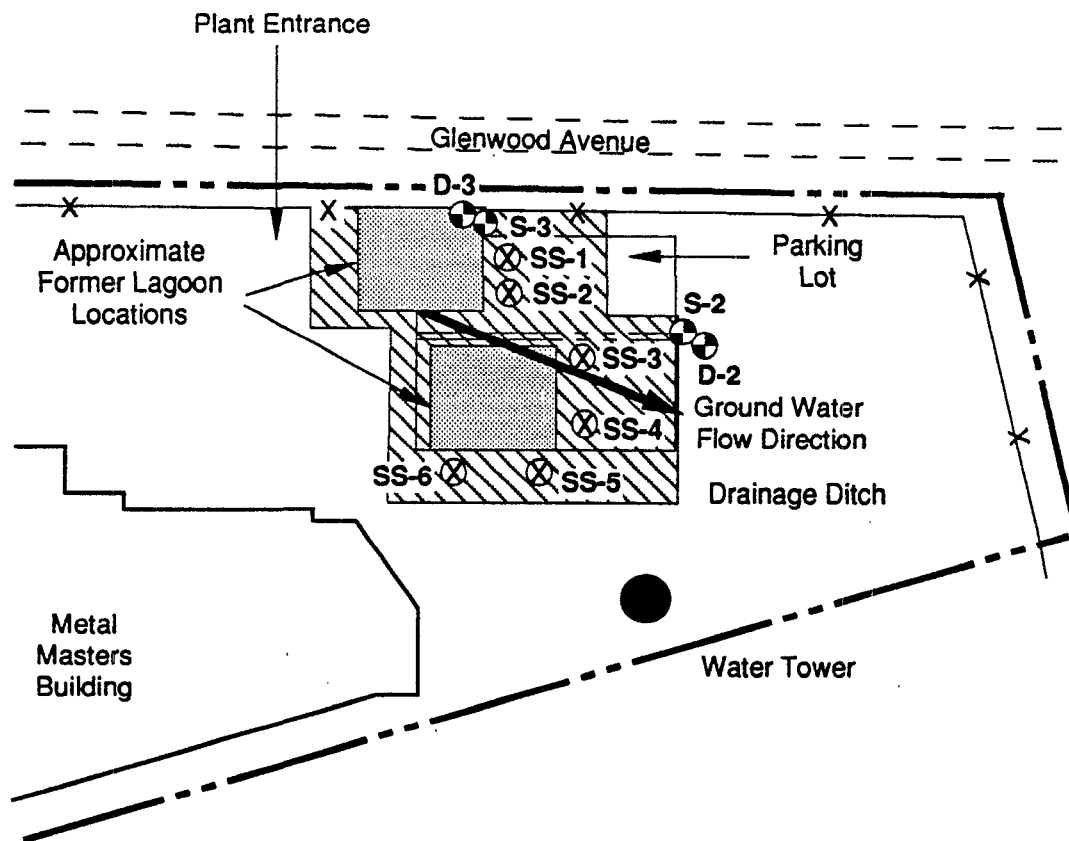 Plant Entrance
Glenwood Avenue
D-3
S-3
Approximate
Former Lagoon
Locations
SS-1
SS-2
Parking
Lot
S-2
SS-3
D-2
SS-4
Ground Water
Flow Direction
SS-6
SS-5
Drainage Ditch
Metal
Masters
Building
Water Tower